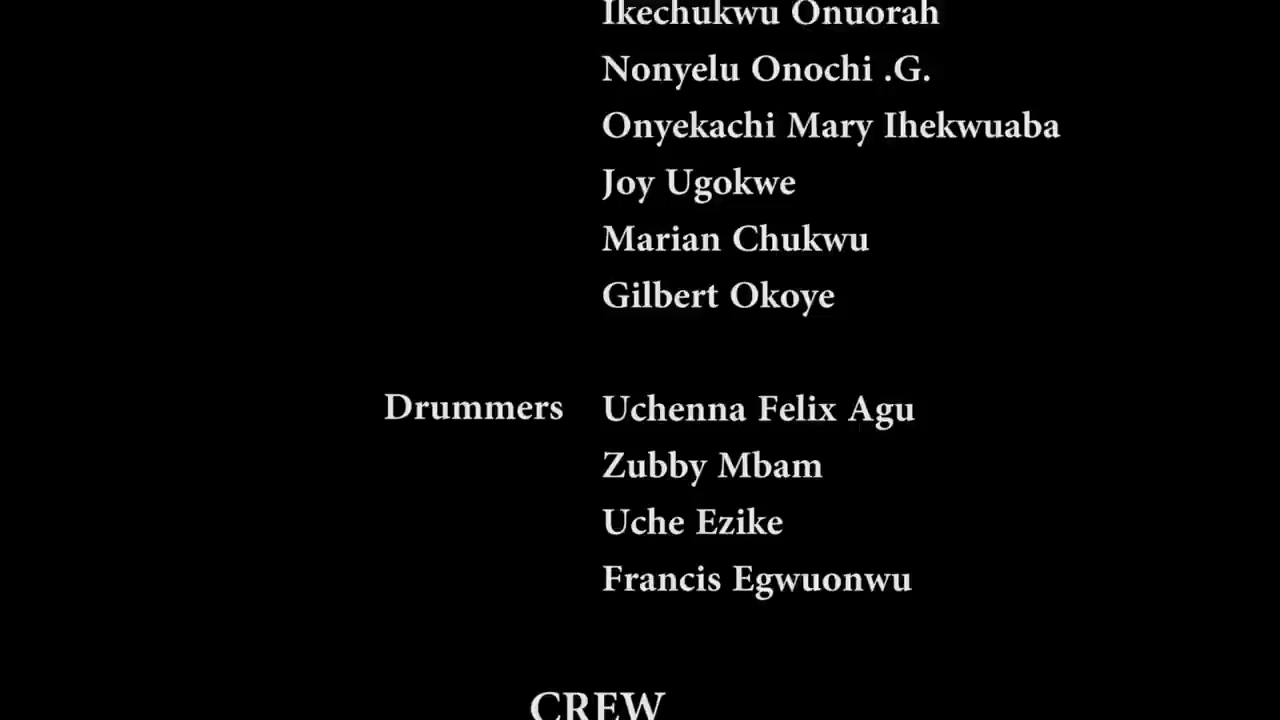 Ikechukwu Onuorah
Nonyelu Onochi .G.
Onyekachi Mary Ihekwuaba
Joy Ugokwe
Marian Chukwu
Gilbert Okoye
Drummers Uchenna Felix Agu
Zubby Mbam
Uche Ezike
Francis Egwuonwu
CREW